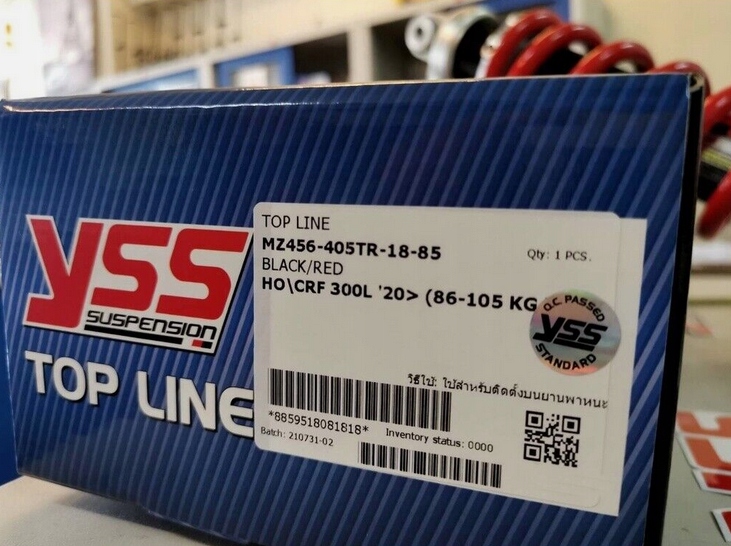 YSS
SUSPENSION
TOP LINE
TOP LINE
MZ456-405TR-18-85
Qty: 1 PCS.
BLACK/RED
HO\CRF 300L '20> (86-105 KG
Q.C. PASSED
YSS
STANDARD
วิธีใช้: ใช้สำหรับติดตั้งบนยานพาหนะ
*8859518081818*
Batch: 210731-02
Inventory status: 0000